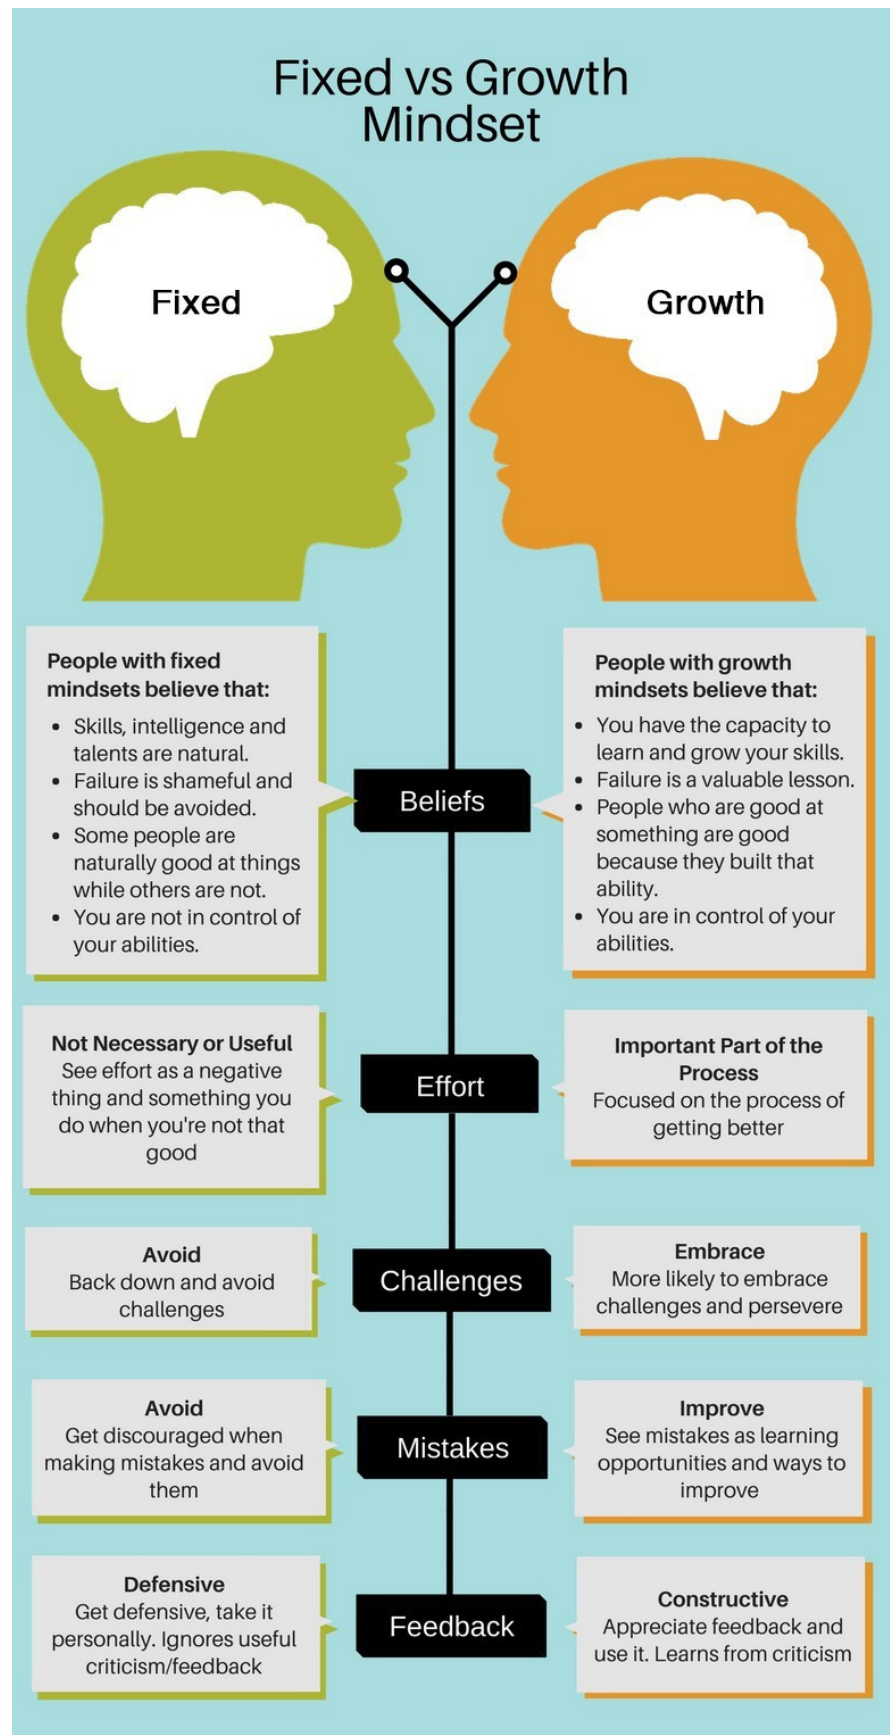 Fixed vs Growth
Mindset
Fixed
Growth
People with fixed
mindsets believe that:
• Skills, intelligence and
talents are natural.
• Failure is shameful and
should be avoided.
• Some people are
naturally good at things
while others are not.
• You are not in control of
your abilities.
Beliefs
People with growth
mindsets believe that:
• You have the capacity to
learn and grow your skills.
• Failure is a valuable lesson.
• People who are good at
something are good
because they built that
ability.
• You are in control of your
abilities.
Not Necessary or Useful
See effort as a negative
thing and something you
do when you're not that
good
Effort
Important Part of the
Process
Focused on the process of
getting better
Avoid
Back down and avoid
challenges
Challenges
Embrace
More likely to embrace
challenges and persevere
Avoid
Get discouraged when
making mistakes and avoid
them
Mistakes
Improve
See mistakes as learning
opportunities and ways to
improve
Defensive
Get defensive, take it
personally. Ignores useful
criticism/feedback
Feedback
Constructive
Appreciate feedback and
use it. Learns from criticism